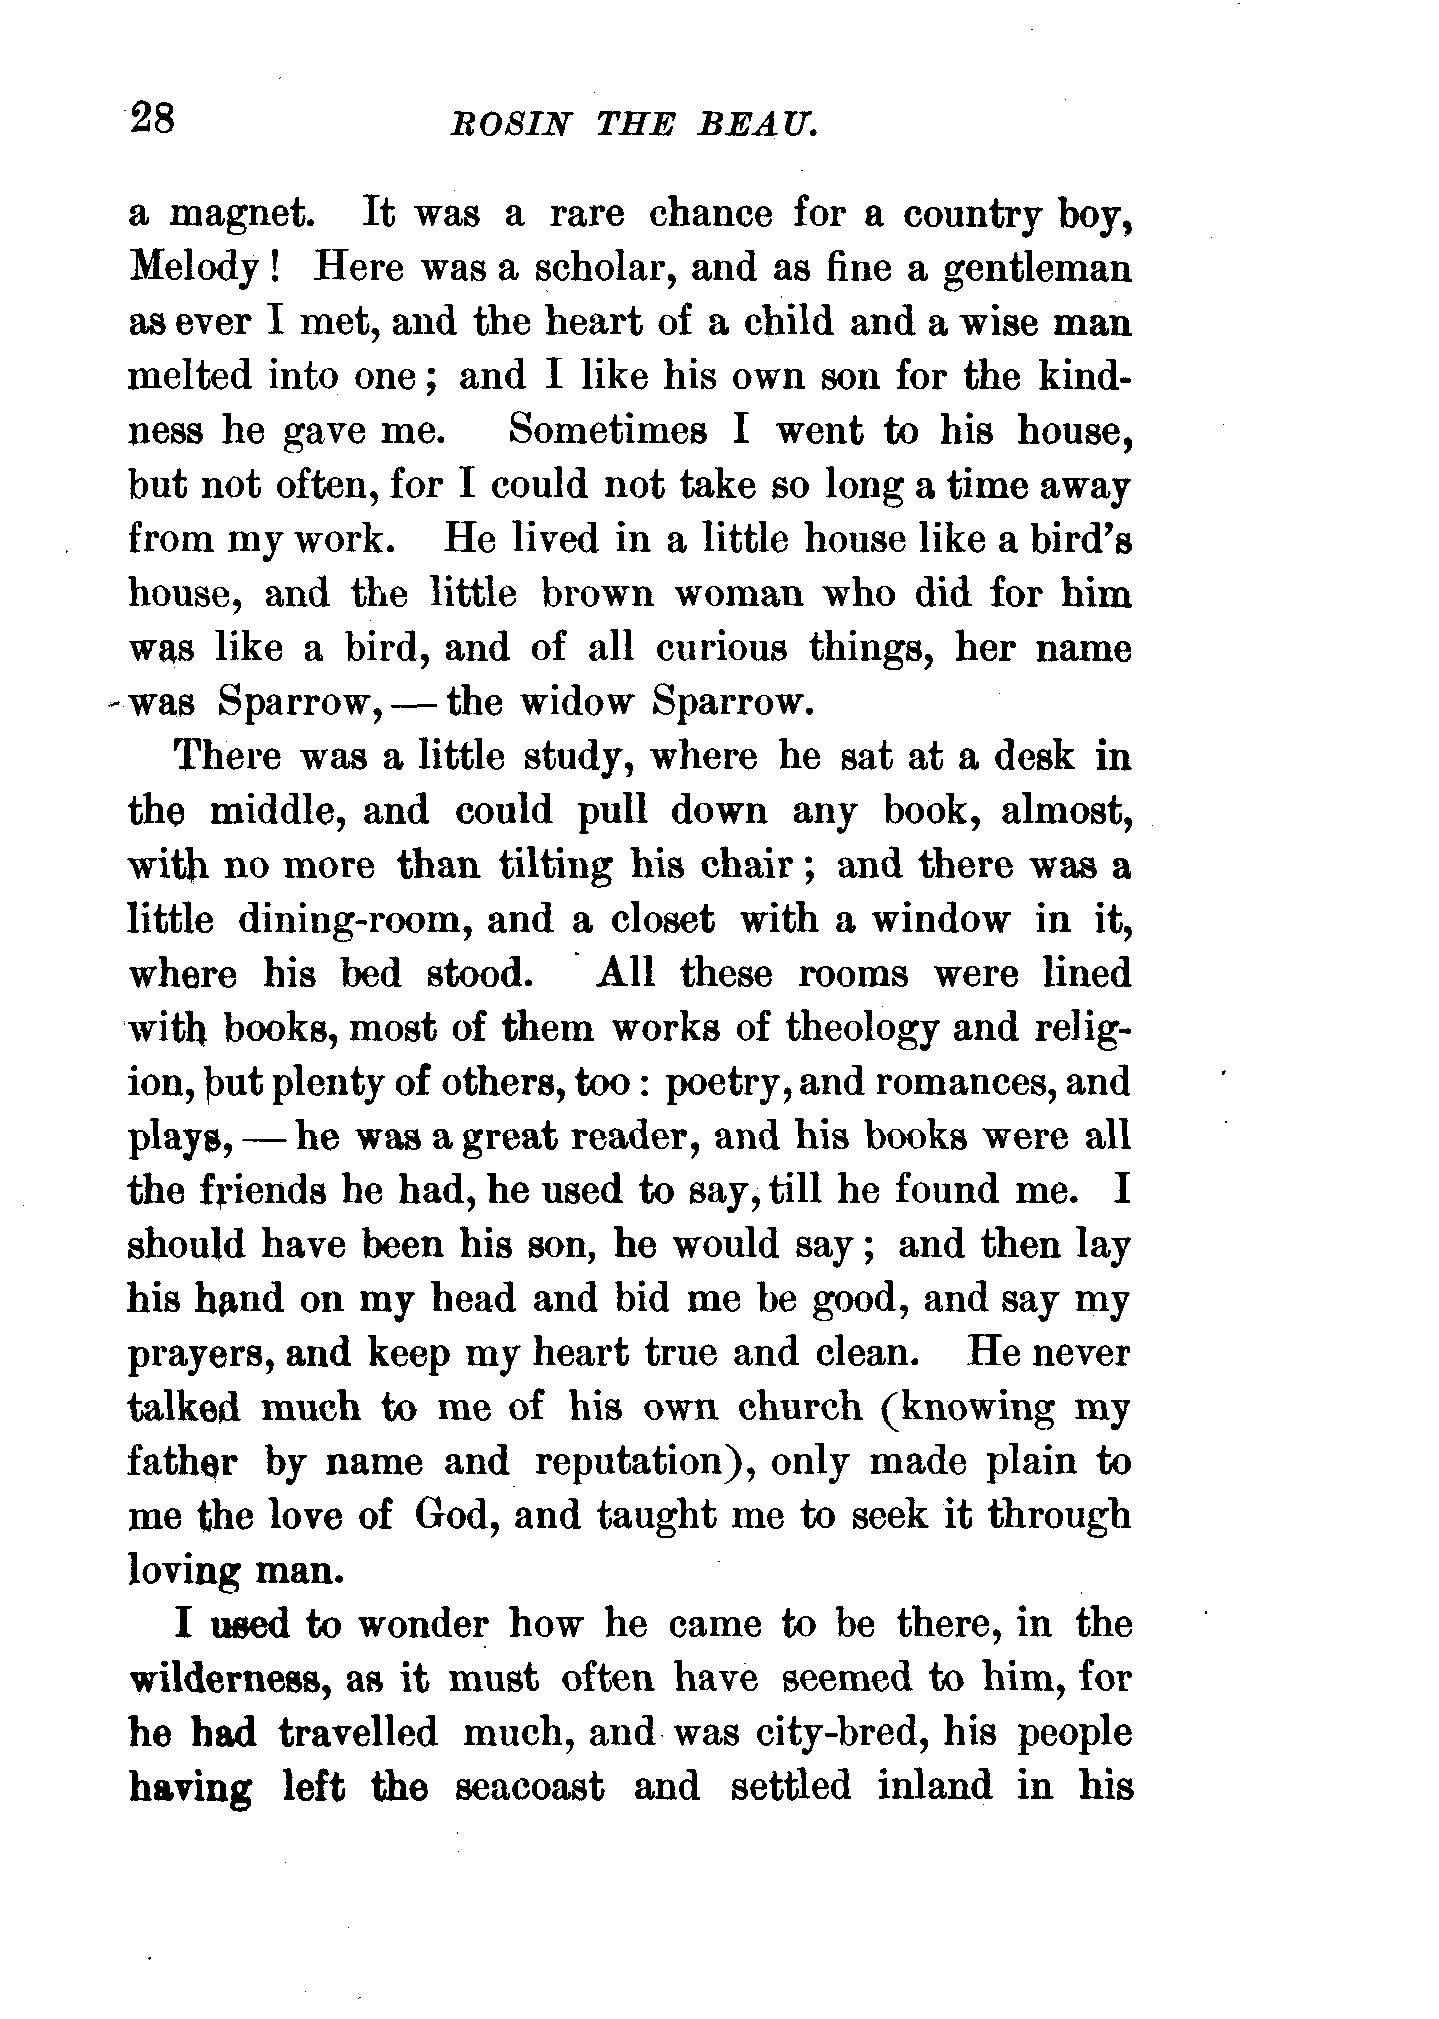 28 ROSIN THE BEAU.
a magnet. It was a rare chance for a country boy,
Melody! Here was a scholar, and as fine a gentleman
as ever I met, and the heart of a child and a wise man
melted into one; and I like his own son for the kind-
ness he gave me. Sometimes I went to his house,
but not often, for I could not take so long a time away
from my work. He lived in a little house like a bird's
house, and the little brown woman who did for him
was like a bird, and of all curious things, her name
was Sparrow,—the widow Sparrow.
There was a little study, where he sat at a desk in
the middle, and could pull down any book, almost,
with no more than tilting his chair; and there was a
little dining-room, and a closet with a window in it,
where his bed stood. All these rooms were lined
with books, most of them works of theology and relig-
ion, but plenty of others, too: poetry, and romances, and
plays,—he was a great reader, and his books were all
the friends he had, he used to say, till he found me. I
should have been his son, he would say; and then lay
his hand on my head and bid me be good, and say my
prayers, and keep my heart true and clean. He never
talked much to me of his own church (knowing my
father by name and reputation), only made plain to
me the love of God, and taught me to seek it through
loving man.
I used to wonder how he came to be there, in the
wilderness, as it must often have seemed to him, for
he had travelled much, and was city-bred, his people
having left the seacoast and settled inland in his